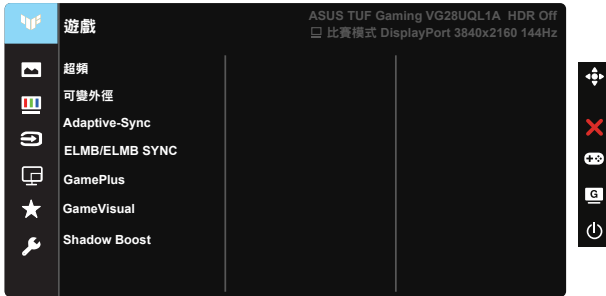 遊戲
ASUS TUF Gaming VG28UQL1A HDR Off
比賽模式 DisplayPort 3840x2160 144Hz
超頻
可變外徑
Adaptive-Sync
ELMB/ELMB SYNC
GamePlus
GameVisual
Shadow Boost
G